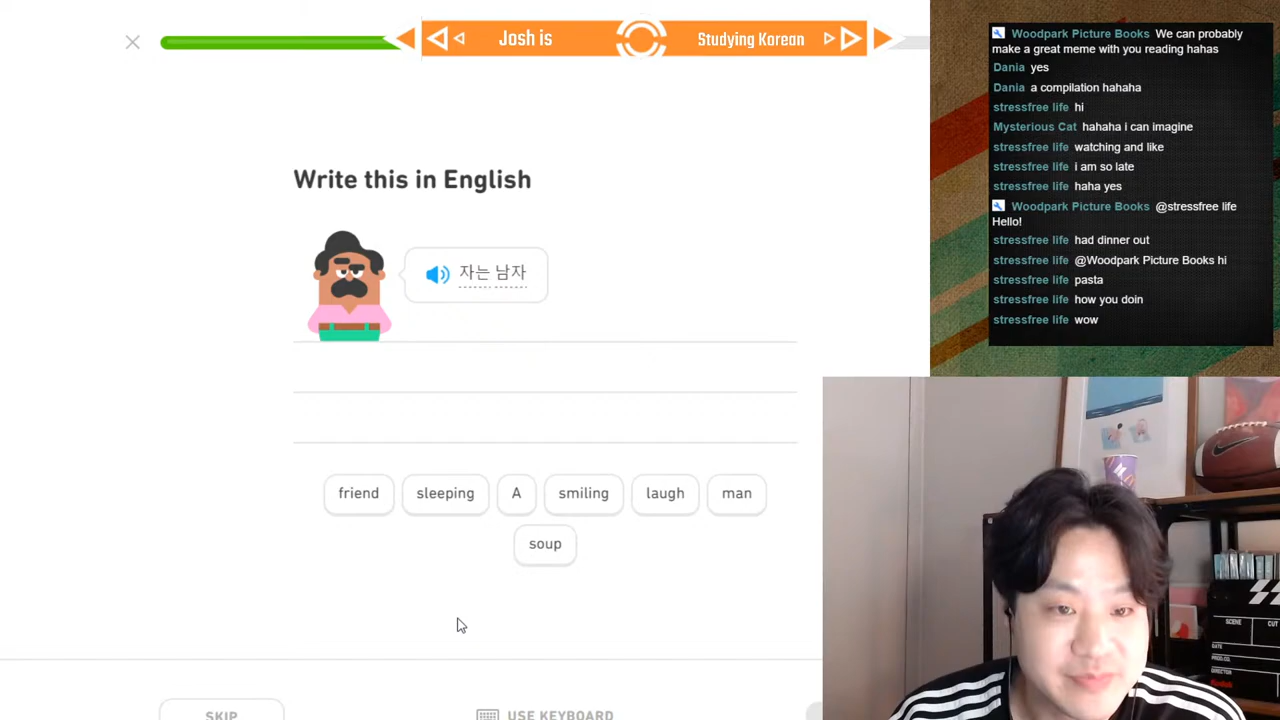 Josh is
Studying Korean
Write this in English
자는 남자
friend
sleeping
A
smiling
laugh
man
soup
SKIP
USE KEYBOARD
Woodpark Picture Books We can probably
make a great meme with you reading hahas
Dania yes
Dania a compilation hahaha
stressfree life hi
Mysterious Cat hahaha i can imagine
stressfree life watching and like
stressfree life i am so late
stressfree life haha yes
Woodpark Picture Books @stressfree life
Hello!
stressfree life had dinner out
stressfree life @Woodpark Picture Books hi
stressfree life pasta
stressfree life how you doin
stressfree life wow
SCENE
CUT